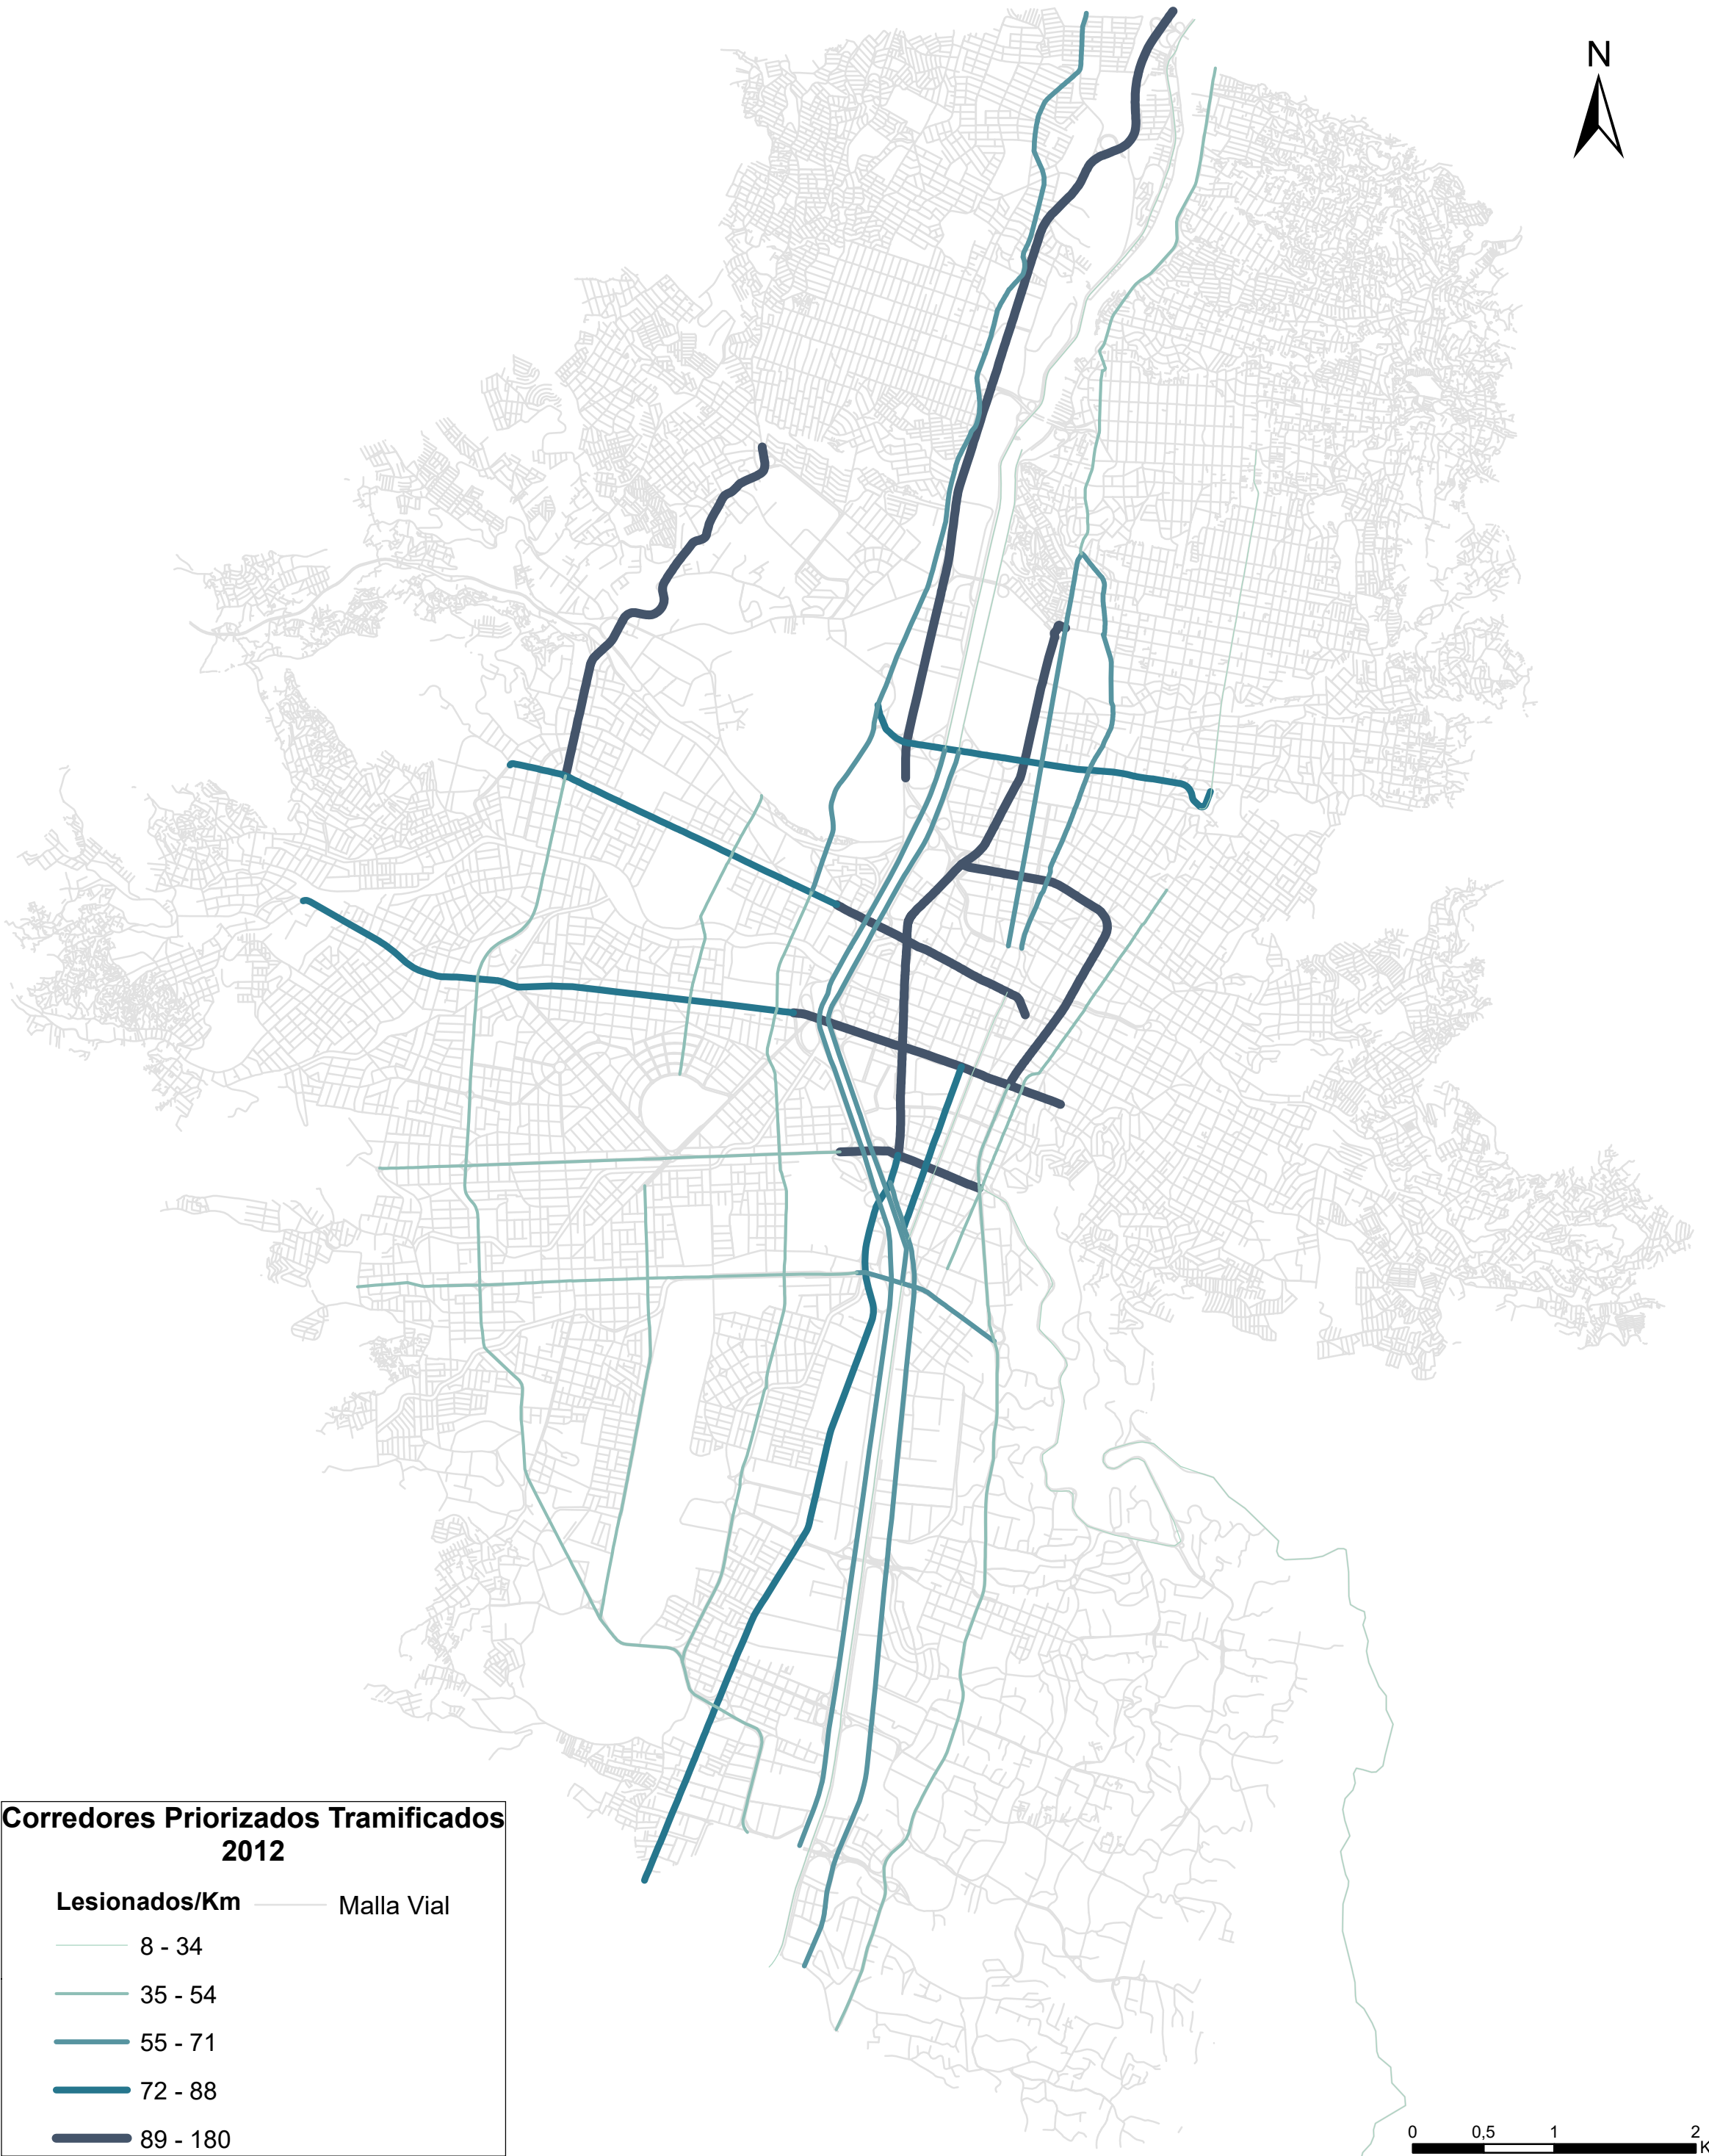 N
Corredores Priorizados Tramificados
2012
Lesionados/Km
Malla Vial
8 - 34
35 - 54
55 - 71
72 - 88
89 - 180
0 0,5 1 2
K